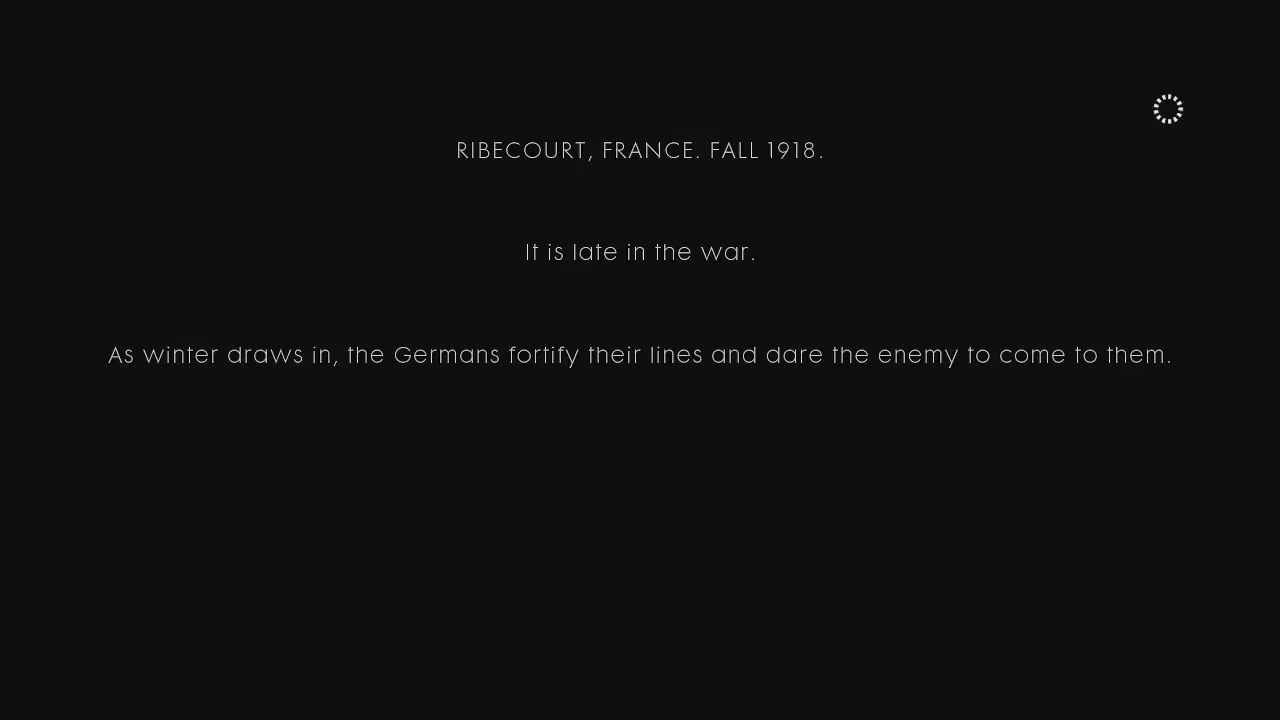 RIBECOURT, FRANCE. FALL 1918.
It is late in the war.
As winter draws in, the Germans fortify their lines and dare the enemy to come to them.